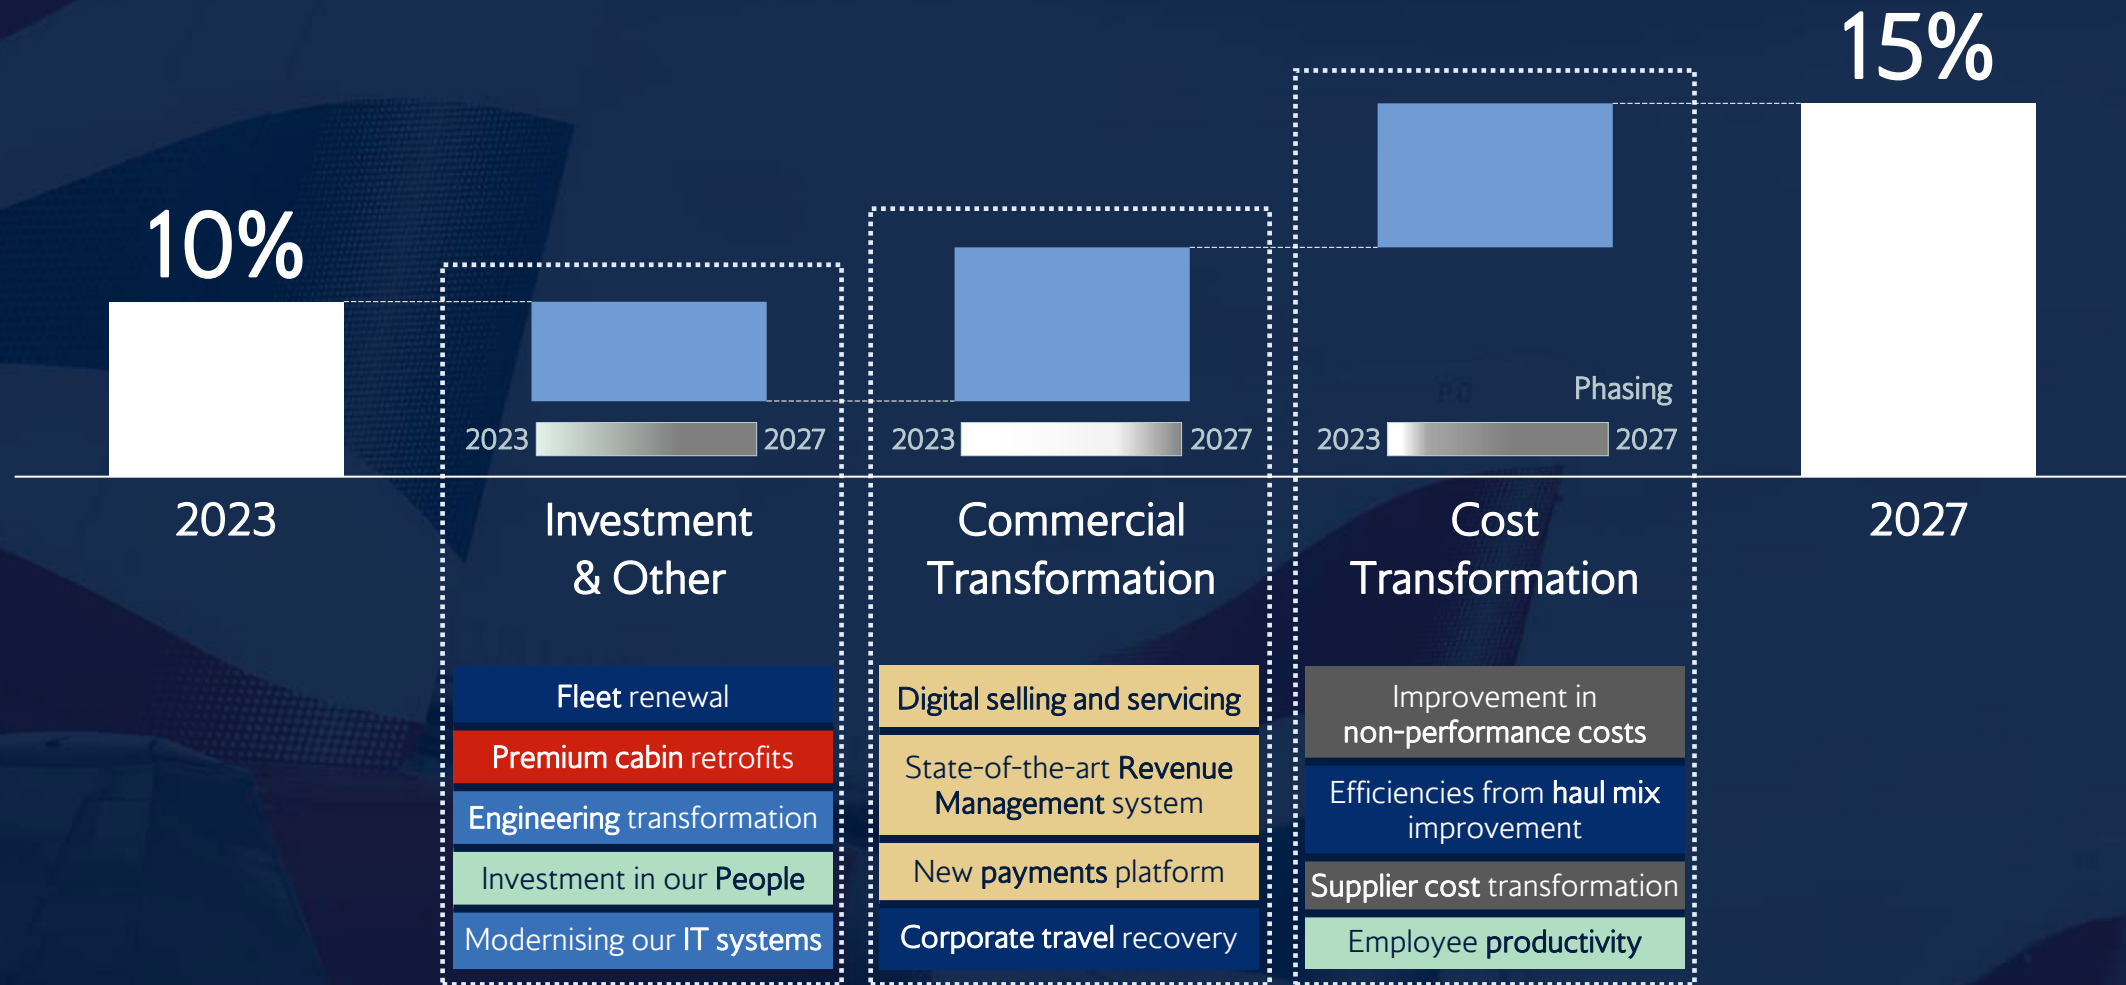 10%
15%
Phasing
2023
2027
2023
2027
2023
2027
2023
Investment
& Other
Commercial
Transformation
Cost
Transformation
2027
Fleet renewal
Premium cabin retrofits
Engineering transformation
Investment in our People
Modernising our IT systems
Digital selling and servicing
State-of-the-art Revenue
Management system
New payments platform
Corporate travel recovery
Improvement in
non-performance costs
Efficiencies from haul mix
improvement
Supplier cost transformation
Employee productivity